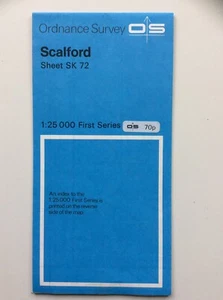 Ordnance Survey OS
Scalford
Sheet SK 72
1:25 000 First Series OS 70p
An index to the
1:25 000 First Series is
printed on the reverse
side of the map